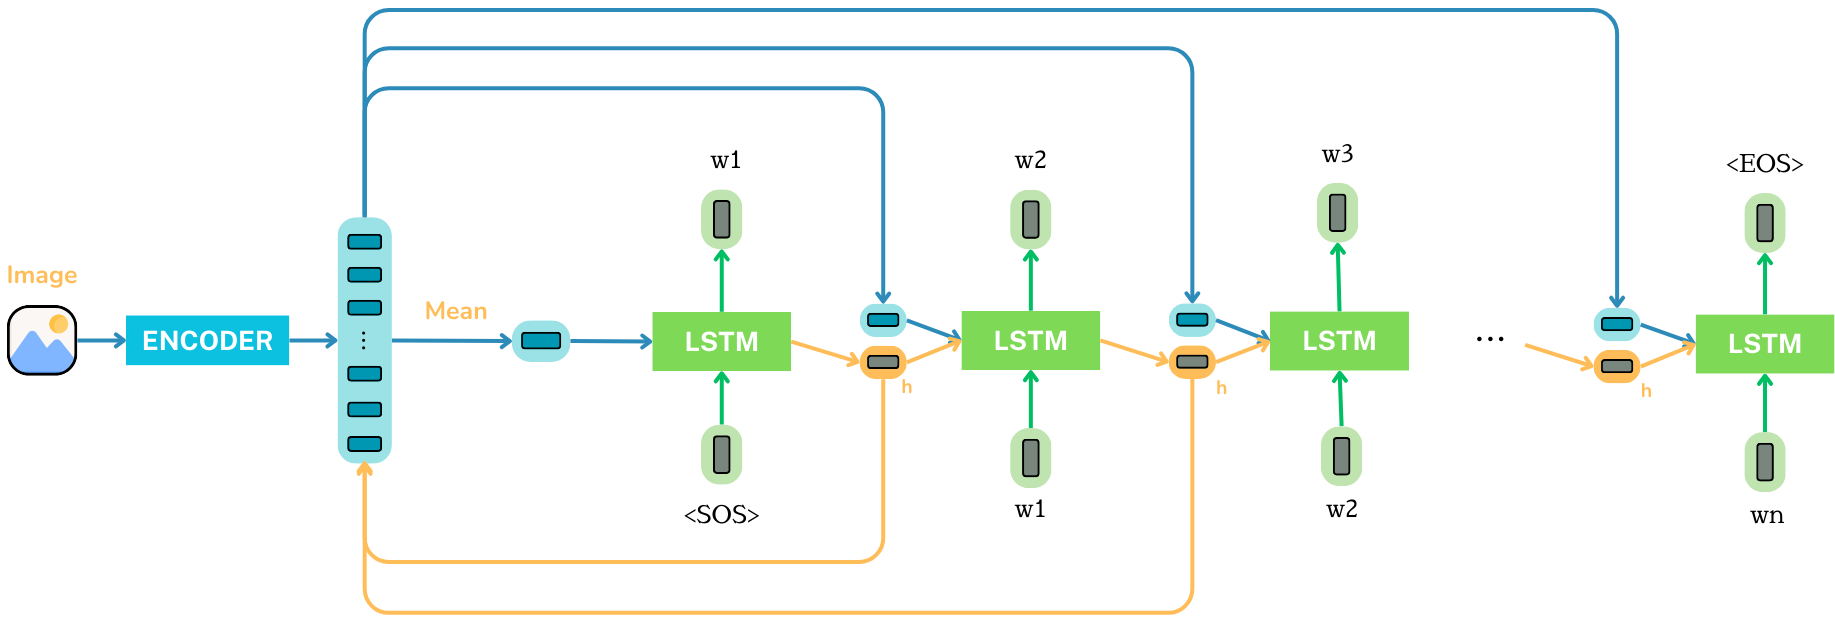 Image
ENCODER
Mean
w1
LSTM
<SOS>
h
w2
LSTM
w1
h
w3
LSTM
w2
...
h
<EOS>
LSTM
wn